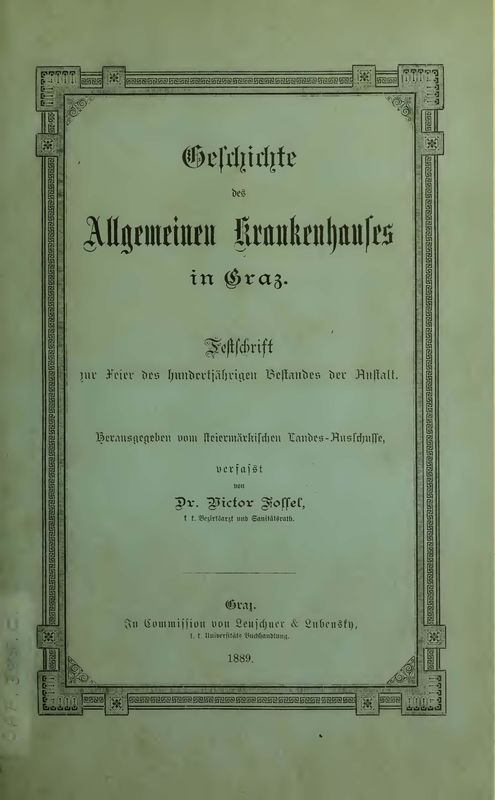 Geschichte
des
Allgemeinen Krankenhauses
in Graz.
Festschrift
zur Feier des hundertjährigen Bestandes der Anstalt.
Herausgegeben vom steiermärkischen Landes-Ausschusse,
verfasst
von
Dr. Victor Fossel,
k. k. Bezirksarzt und Sanitätsrath.
Graz.
In Commission von Leuschner & Lubensky,
k. k. Universitäts Buchhandlung.
1889.